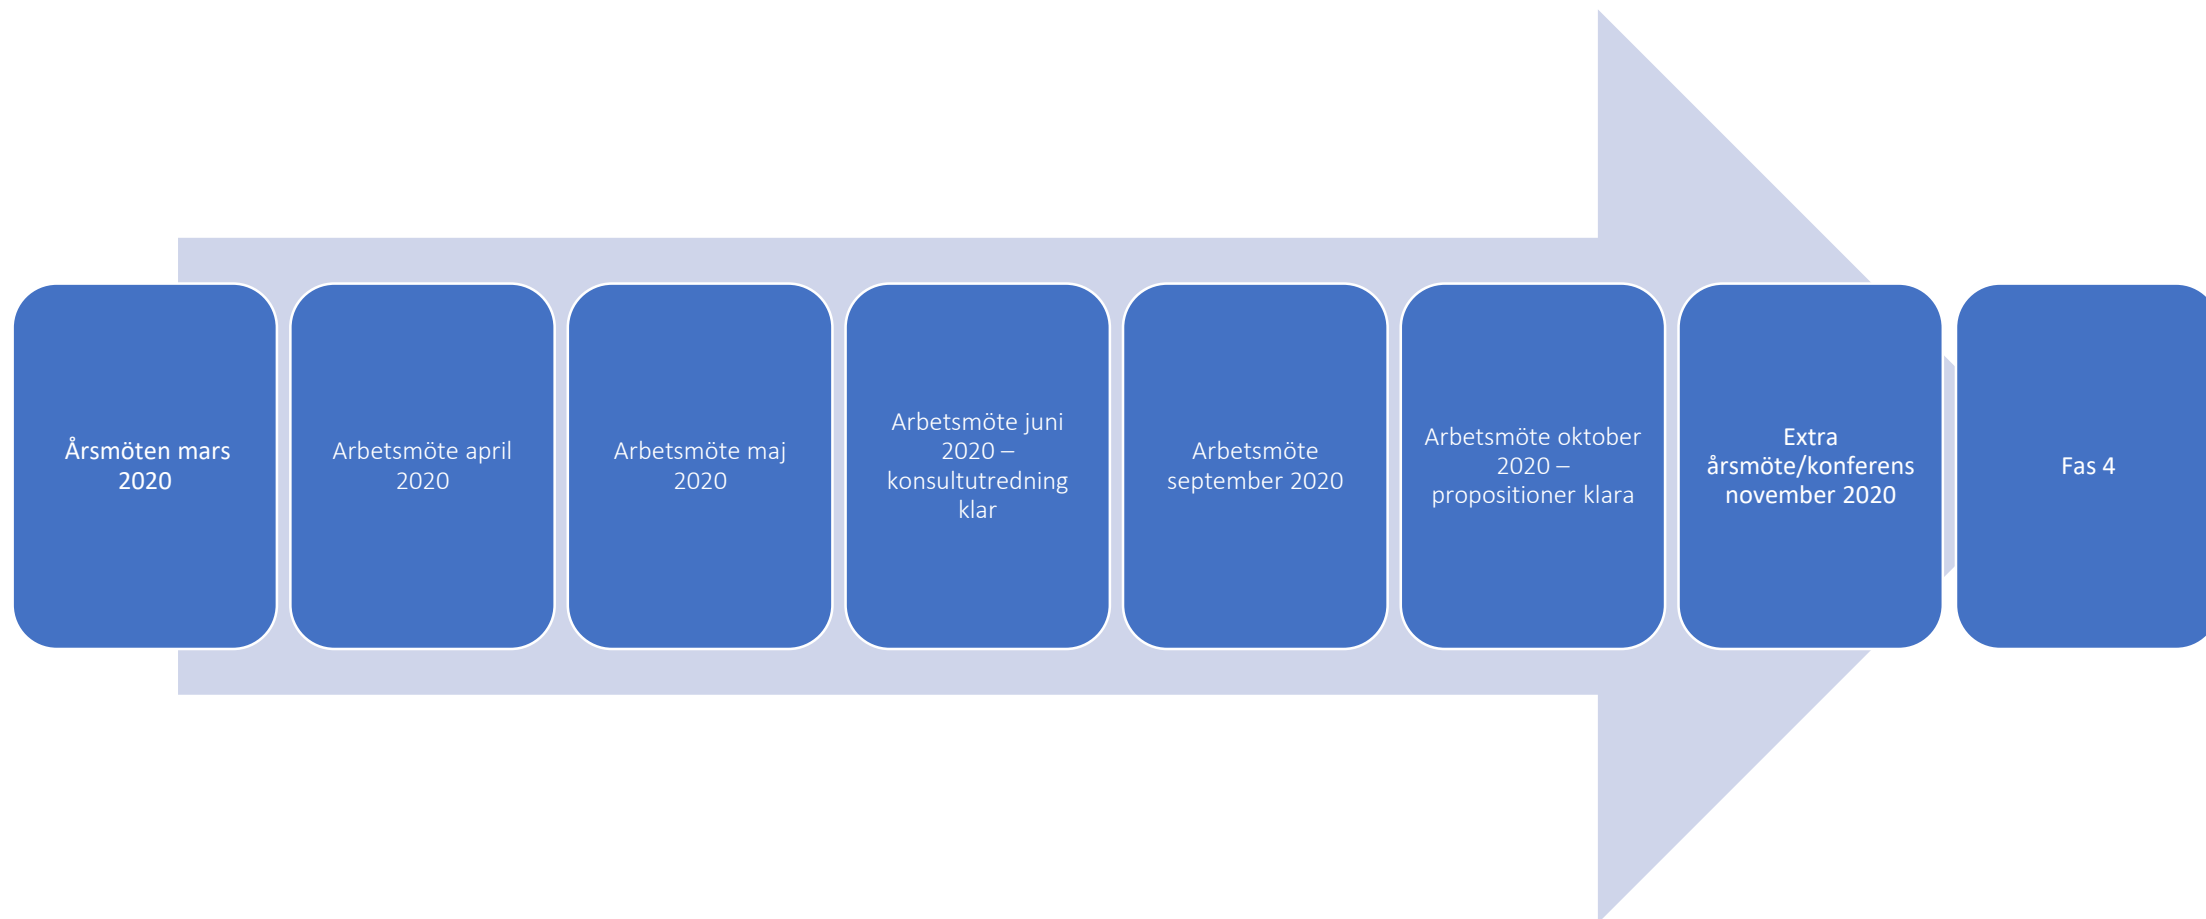 Årsmöten mars
2020
Arbetsmöte april
2020
Arbetsmöte maj
2020
Arbetsmöte juni
2020 –
konsultutredning
klar
Arbetsmöte
september 2020
Arbetsmöte oktober
2020 –
propositioner klara
Extra
årsmöte/konferens
november 2020
Fas 4